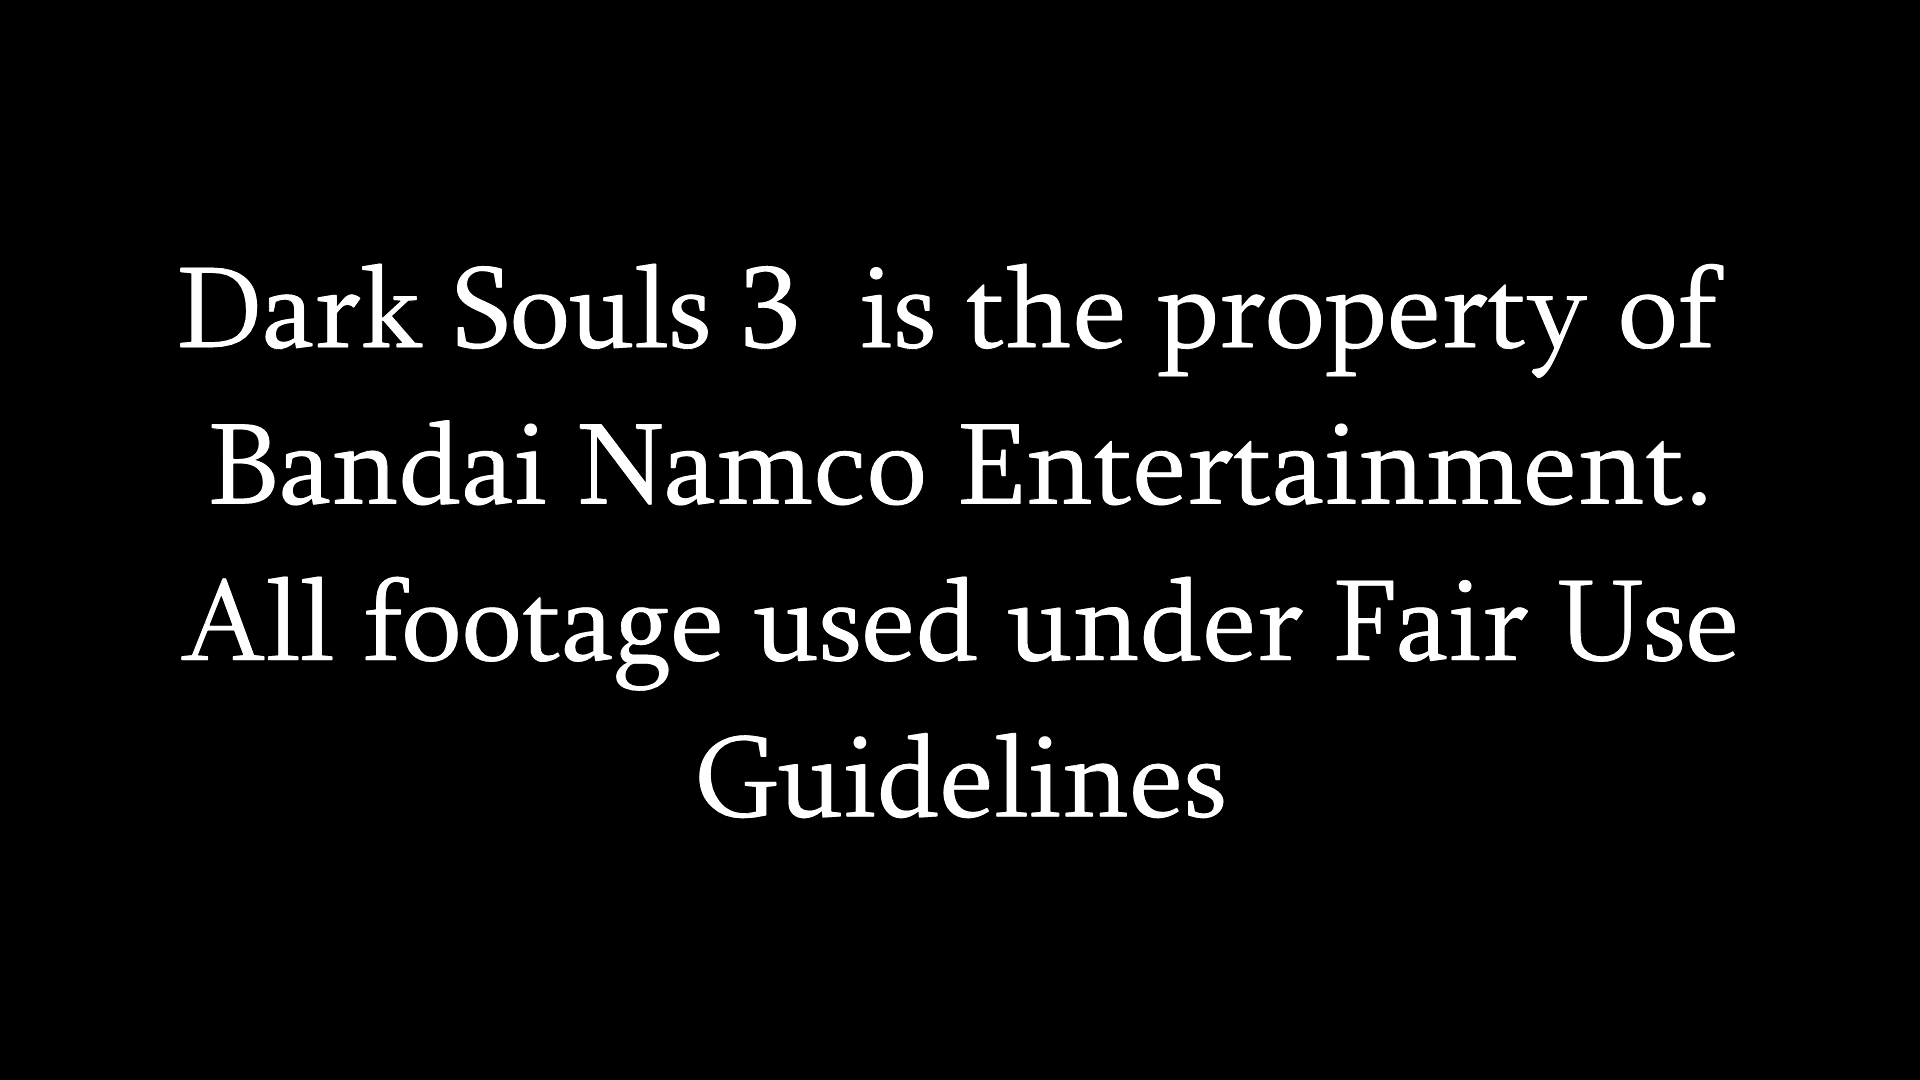 Dark Souls 3  is the property of
Bandai Namco Entertainment.
All footage used under Fair Use
Guidelines